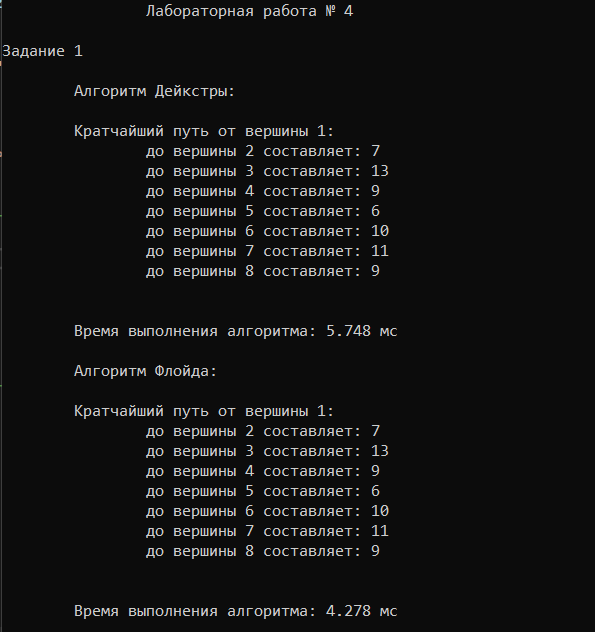 Лабораторная работа № 4
Задание 1
Алгоритм Дейкстры:
Кратчайший путь от вершины 1:
до вершины 2 составляет: 7
до вершины 3 составляет: 13
до вершины 4 составляет: 9
до вершины 5 составляет: 6
до вершины 6 составляет: 10
до вершины 7 составляет: 11
до вершины 8 составляет: 9
Время выполнения алгоритма: 5.748 мс
Алгоритм Флойда:
Кратчайший путь от вершины 1:
до вершины 2 составляет: 7
до вершины 3 составляет: 13
до вершины 4 составляет: 9
до вершины 5 составляет: 6
до вершины 6 составляет: 10
до вершины 7 составляет: 11
до вершины 8 составляет: 9
Время выполнения алгоритма: 4.278 мс